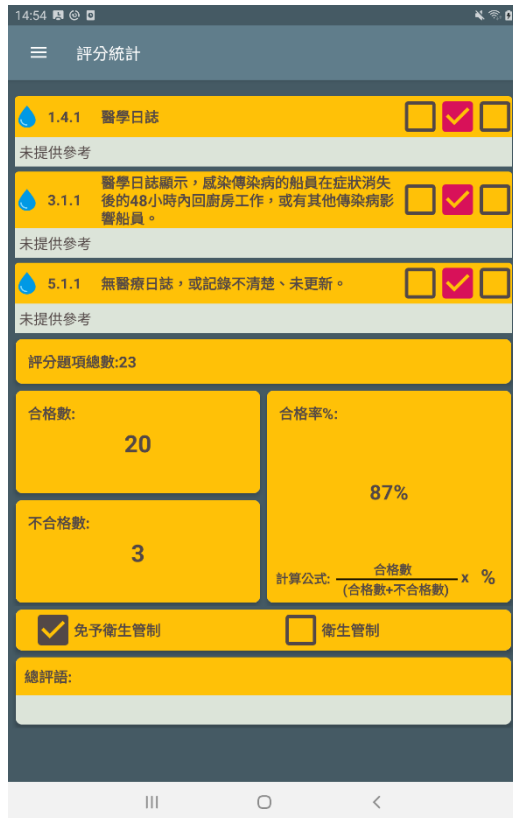 14:54
評分統計
1.4.1 醫學日誌
未提供參考
3.1.1 醫學日誌顯示，感染傳染病的船員在症狀消失
後的48小時內回廚房工作，或有其他傳染病影
響船員。
未提供參考
5.1.1 無醫療日誌，或記錄不清楚、未更新。
未提供參考
評分題項總數:23
合格數:
20
合格率%:
87%
不合格數:
3
計算公式: 合格數
(合格數+不合格數)
x %
免予衛生管制 衛生管制
總評語: